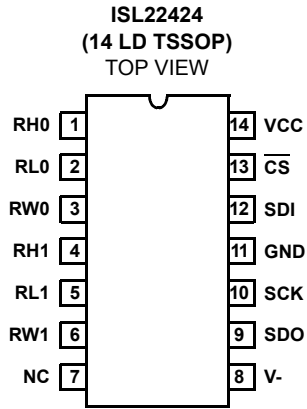 ISL22424
(14 LD TSSOP)
TOP VIEW
RH0 1 14 VCC
RL0 2 13 C̅S̅
RW0 3 12 SDI
RH1 4 11 GND
RL1 5 10 SCK
RW1 6 9 SDO
NC 7 8 V-